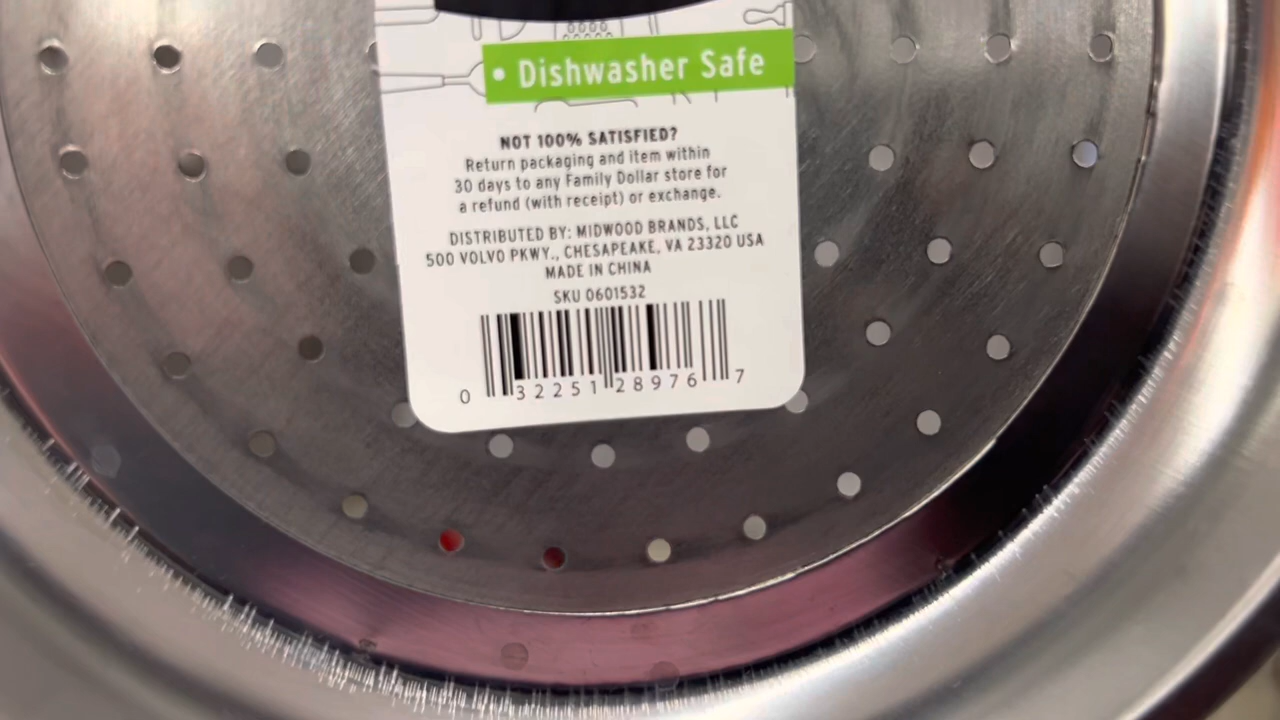 • Dishwasher Safe
NOT 100% SATISFIED?
Return packaging and item within
30 days to any Family Dollar store for
a refund (with receipt) or exchange.
DISTRIBUTED BY: MIDWOOD BRANDS, LLC
500 VOLVO PKWY., CHESAPEAKE, VA 23320 USA
MADE IN CHINA
SKU 0601532
0 32251 28976 7